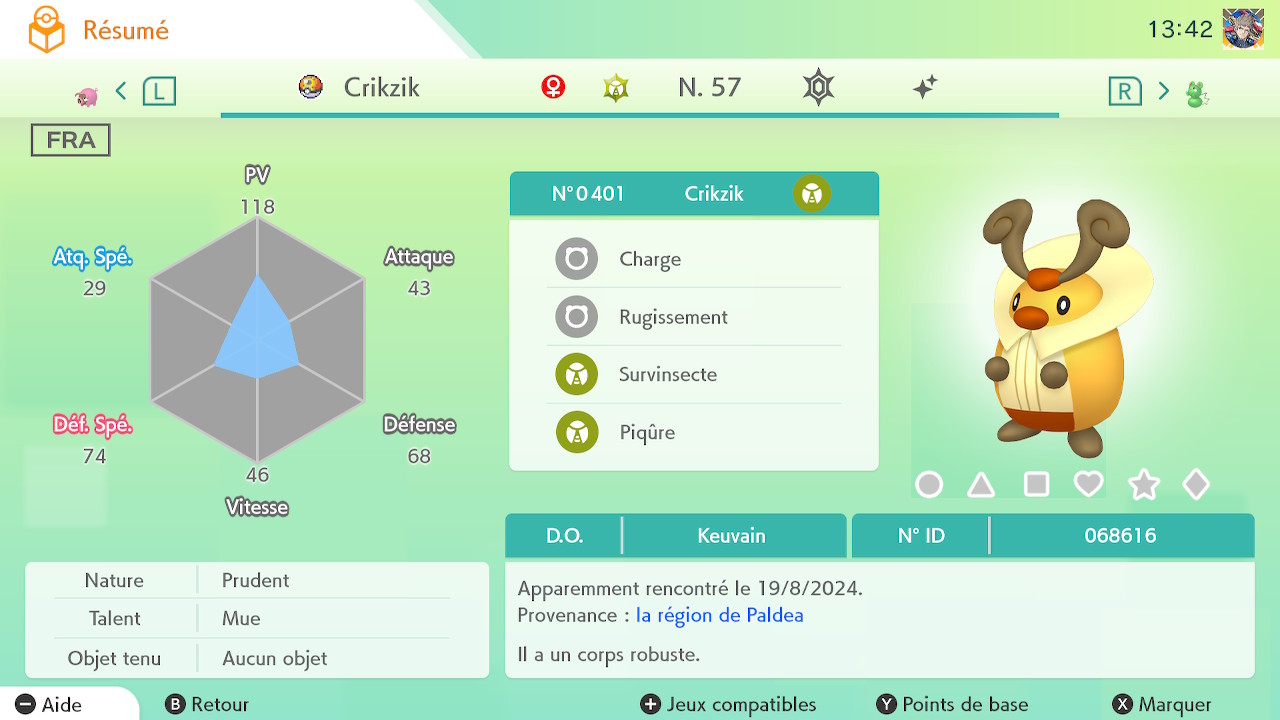 Résumé
13:42
L
Crikzik
N. 57
R
FRA
PV
118
Atq. Spé.
29
Attaque
43
Déf. Spé.
74
Défense
68
46
Vitesse
N° 0401 Crikzik
Charge
Rugissement
Survinsecte
Piqûre
D.O. Keuvain
N° ID 068616
Nature Prudent
Talent Mue
Objet tenu Aucun objet
Apparemment rencontré le 19/8/2024.
Provenance : la région de Paldea
Il a un corps robuste.
Aide
B Retour
Jeux compatibles
Y Points de base
X Marquer